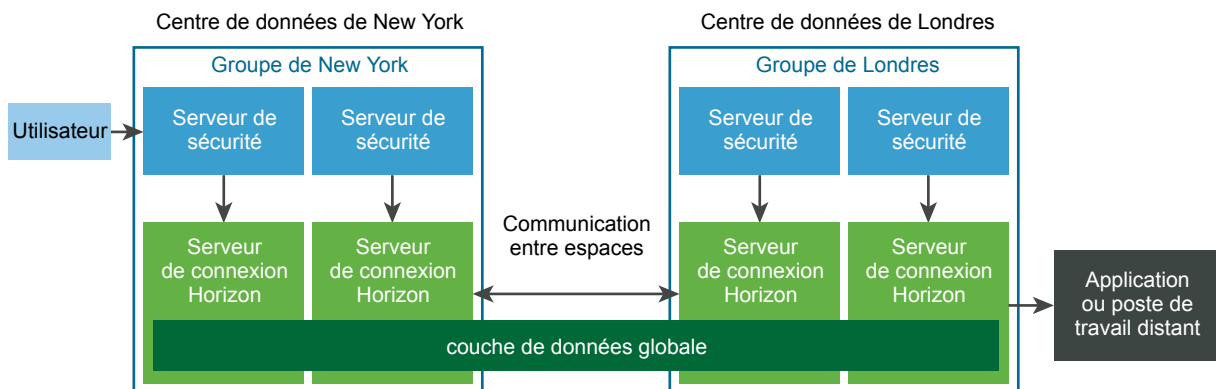 Centre de données de New York
Centre de données de Londres
Groupe de New York
Groupe de Londres
Utilisateur
Serveur de
sécurité
Serveur de
sécurité
Serveur de
sécurité
Serveur de
sécurité
Communication
entre espaces
Serveur
de connexion
Horizon
Serveur
de connexion
Horizon
Serveur
de connexion
Horizon
Serveur
de connexion
Horizon
Application
ou poste de
travail distant
couche de données globale